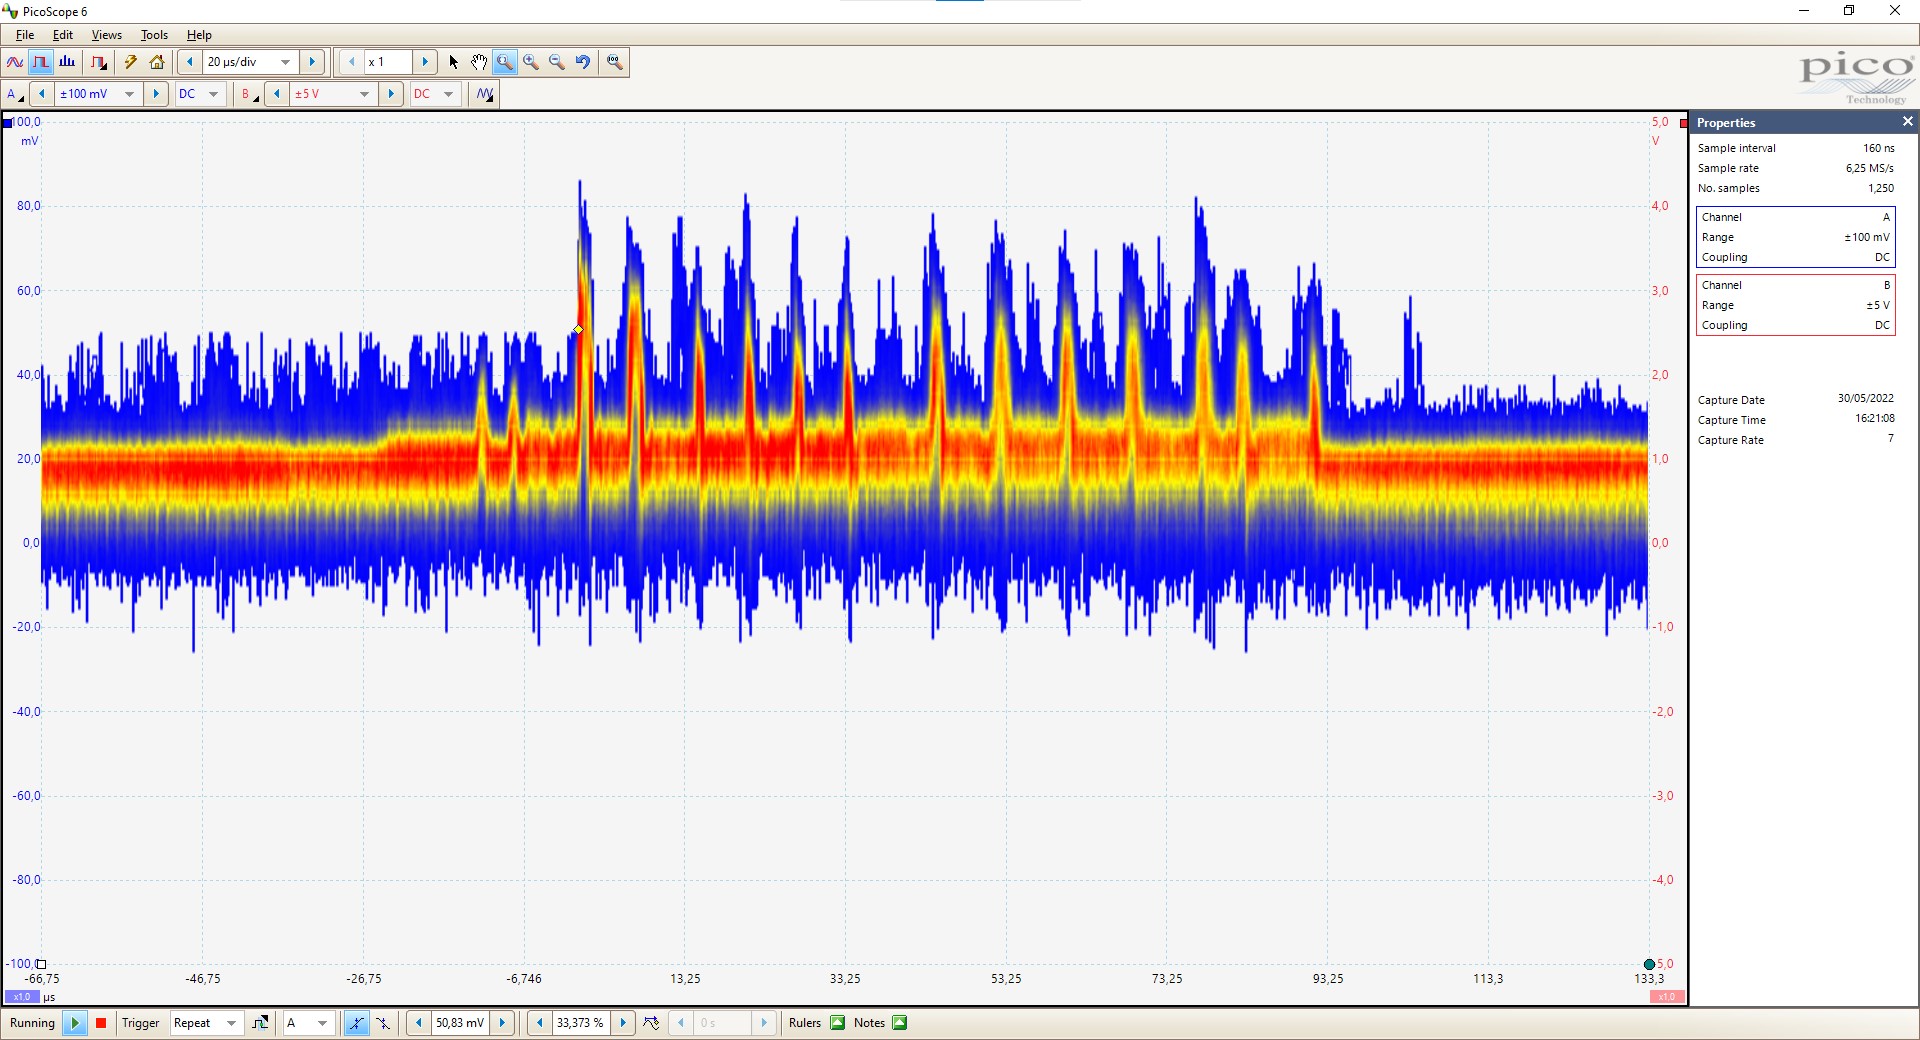 PicoScope 6
File Edit Views Tools Help
20 µs/div x 1
A ±100 mV DC B ±5 V DC
pico
Technology
100,0
mV
80,0
60,0
40,0
20,0
0,0
-20,0
-40,0
-60,0
-80,0
-100,0
5,0
V
4,0
3,0
2,0
1,0
0,0
-1,0
-2,0
-3,0
-4,0
-5,0
-66,75 -46,75 -26,75 -6,746 13,25 33,25 53,25 73,25 93,25 113,3 133,3
x1,0 µs x1,0
Properties
Sample interval 160 ns
Sample rate 6,25 MS/s
No. samples 1,250
Channel A
Range ±100 mV
Coupling DC
Channel B
Range ±5 V
Coupling DC
Capture Date 30/05/2022
Capture Time 16:21:08
Capture Rate 7
Running Trigger Repeat A 50,83 mV 33,373 % 0 s Rulers Notes